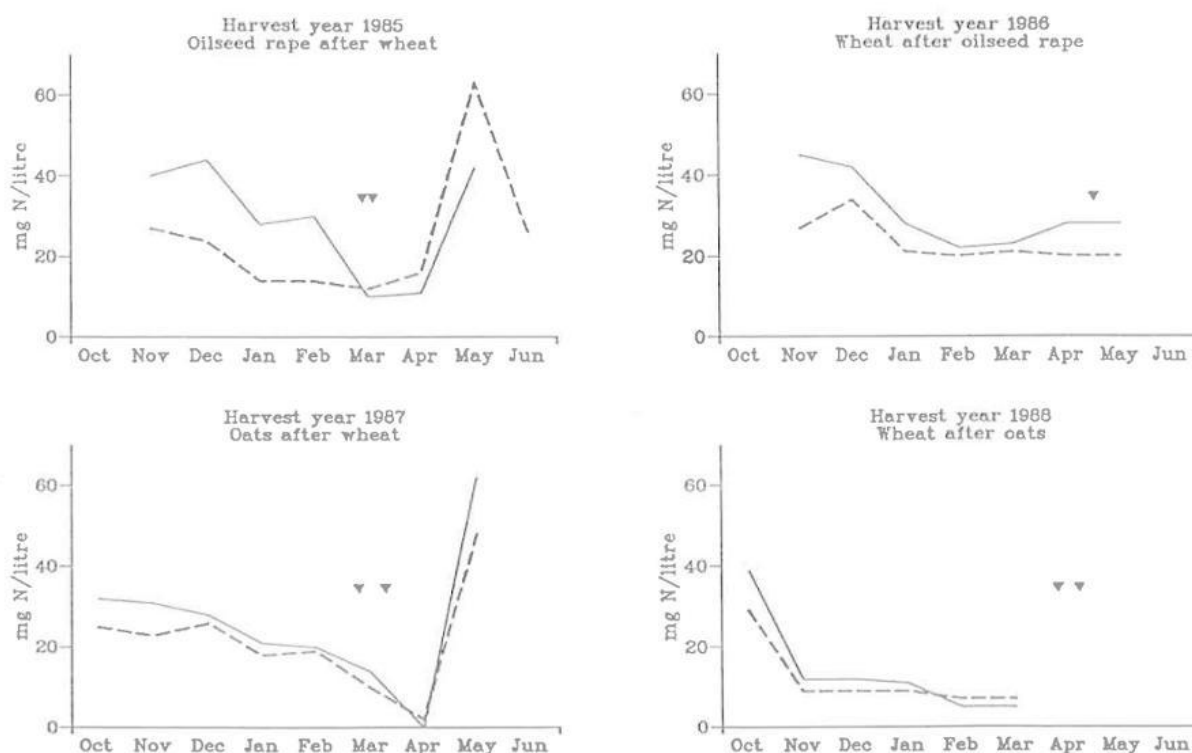 Harvest year 1985
Oilseed rape after wheat
mg N/litre
60
40
20
0
Oct Nov Dec Jan Feb Mar Apr May Jun
Harvest year 1986
Wheat after oilseed rape
mg N/litre
60
40
20
0
Oct Nov Dec Jan Feb Mar Apr May Jun
Harvest year 1987
Oats after wheat
mg N/litre
60
40
20
0
Oct Nov Dec Jan Feb Mar Apr May Jun
Harvest year 1988
Wheat after oats
mg N/litre
60
40
20
0
Oct Nov Dec Jan Feb Mar Apr May Jun